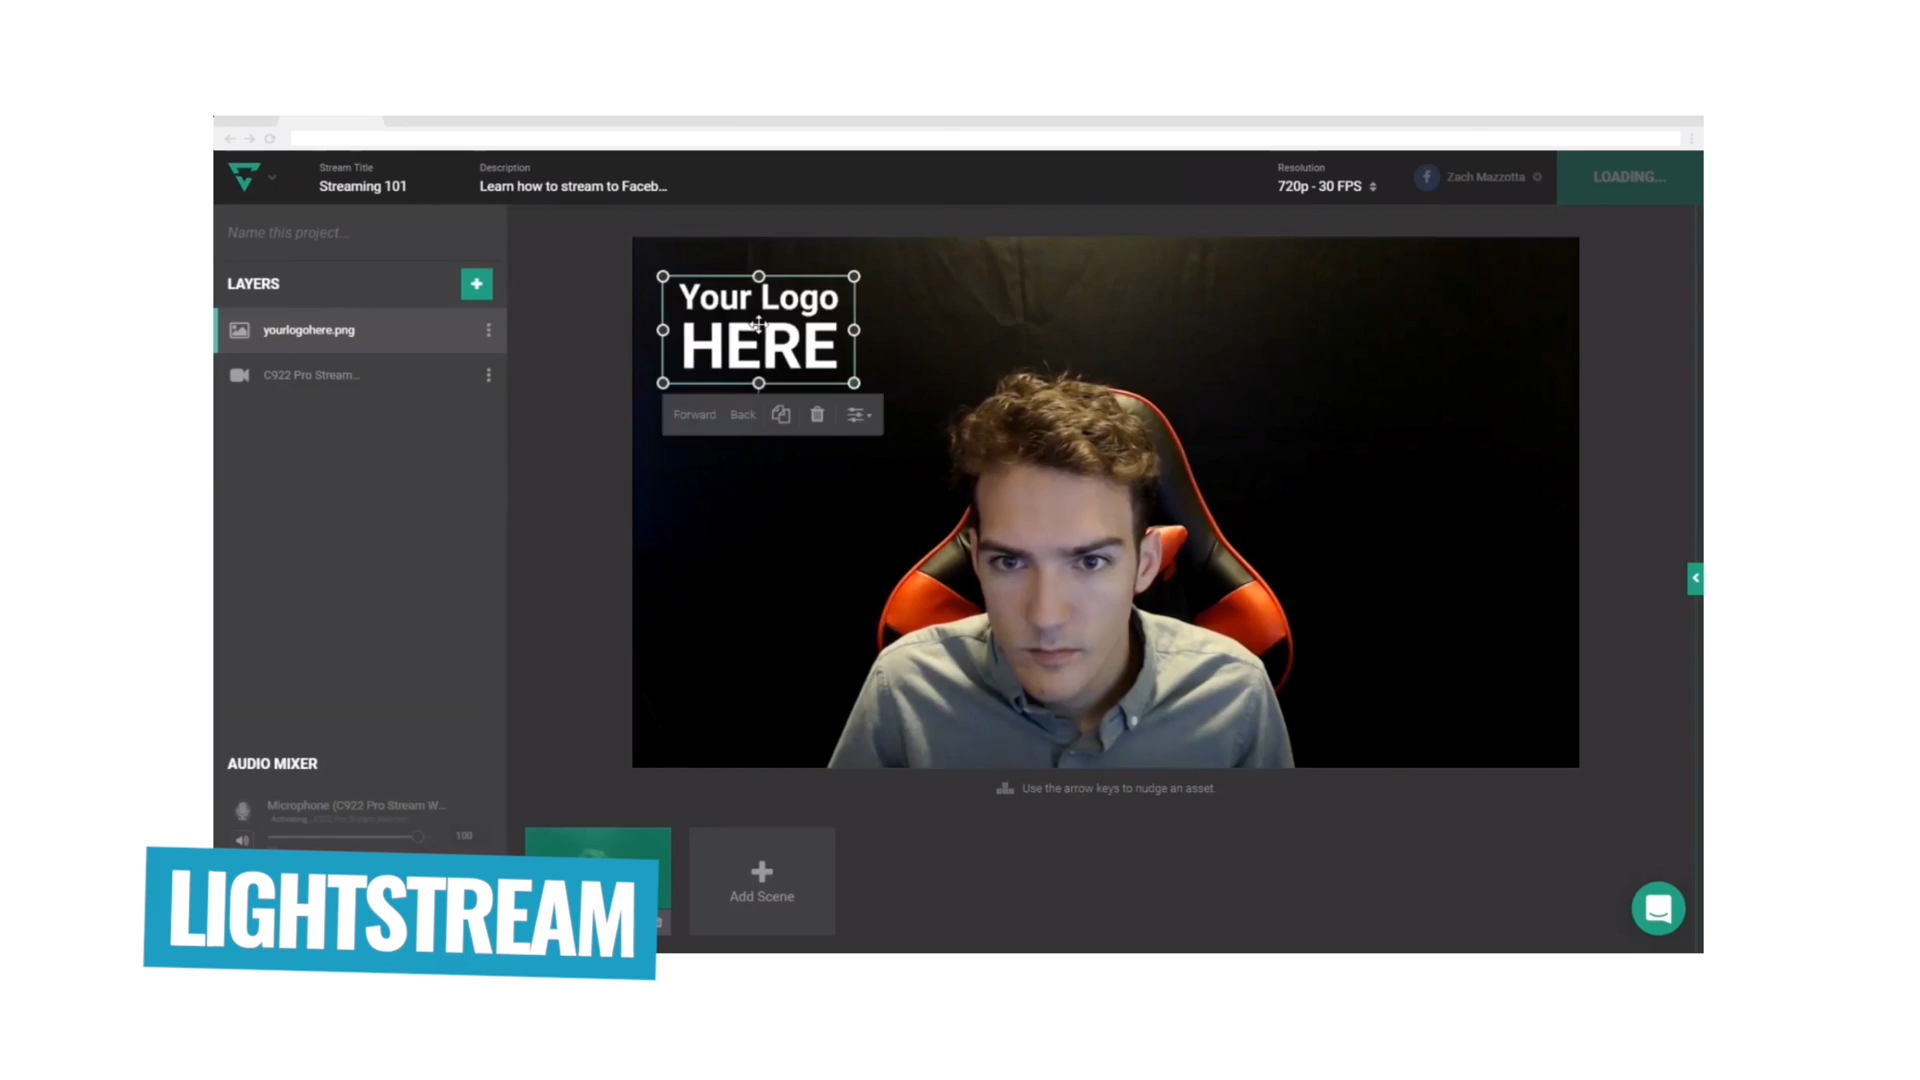 Stream Title
Streaming 101
Description
Learn how to stream to Faceb...
Resolution
720p - 30 FPS
Zach Mazzotta
LOADING...
Name this project...
LAYERS
yourlogohere.png
C922 Pro Stream...
Your Logo
HERE
Forward Back
Use the arrow keys to nudge an asset.
AUDIO MIXER
Microphone (C922 Pro Stream W...
100
Add Scene
LIGHTSTREAM